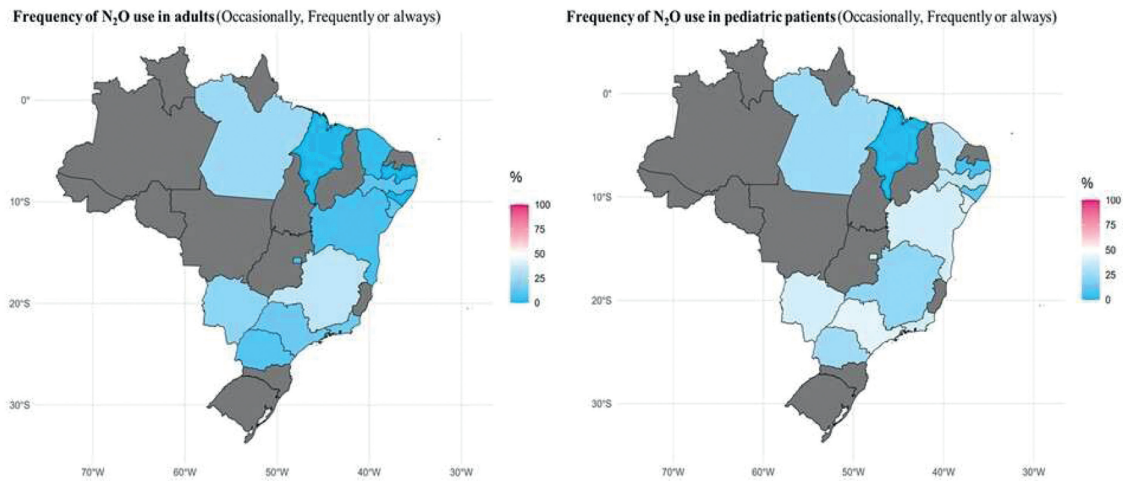 Frequency of N₂O use in adults (Occasionally, Frequently or always)
0°
10°S
20°S
30°S
70°W 60°W 50°W 40°W 30°W
%
100
75
50
25
0
Frequency of N₂O use in pediatric patients (Occasionally, Frequently or always)
0°
10°S
20°S
30°S
70°W 60°W 50°W 40°W 30°W
%
100
75
50
25
0